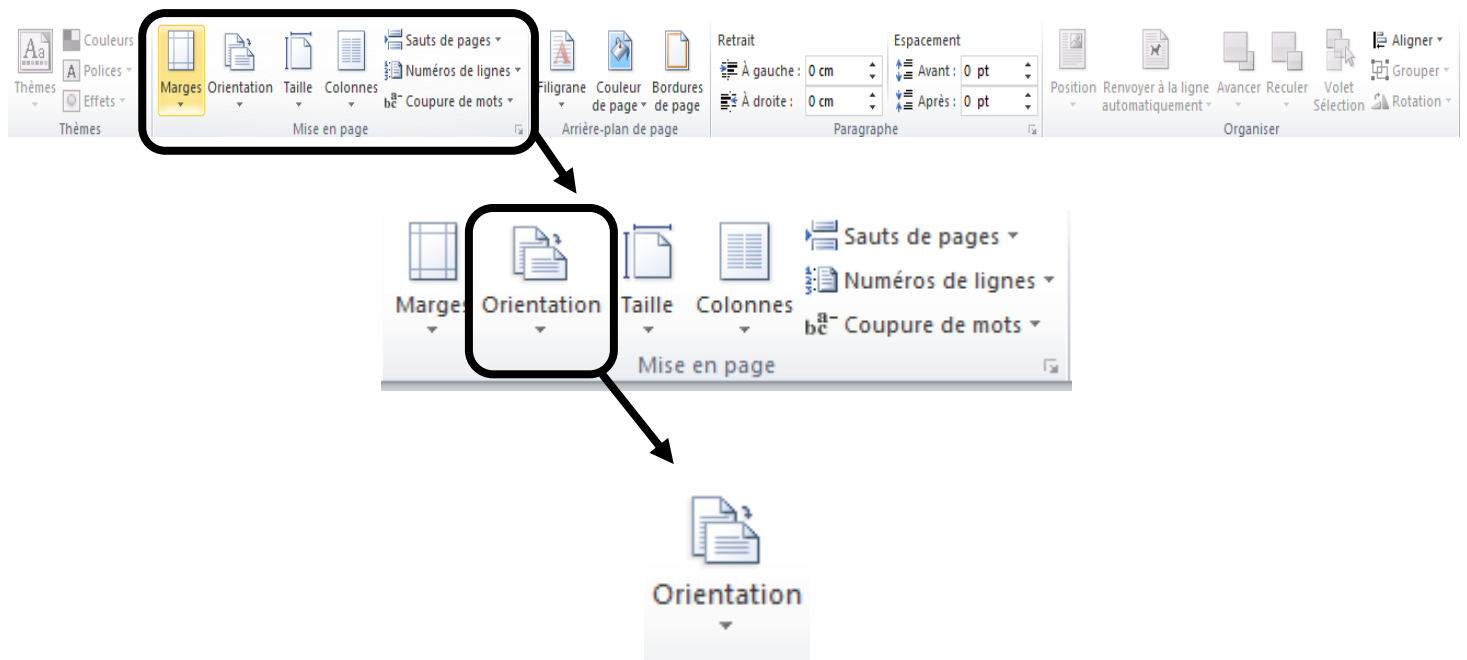 Thèmes
Couleurs
Polices
Effets
Thèmes
Marges
Orientation
Taille
Colonnes
Sauts de pages
Numéros de lignes
Coupure de mots
Mise en page
Filigrane
Couleur
de page
Bordures
de page
Arrière-plan de page
Retrait
À gauche : 0 cm
À droite : 0 cm
Espacement
Avant : 0 pt
Après : 0 pt
Paragraphe
Position
Renvoyer à la ligne
automatiquement
Avancer
Reculer
Volet
Sélection
Aligner
Grouper
Rotation
Organiser
Marges
Orientation
Taille
Colonnes
Sauts de pages
Numéros de lignes
Coupure de mots
Mise en page
Orientation